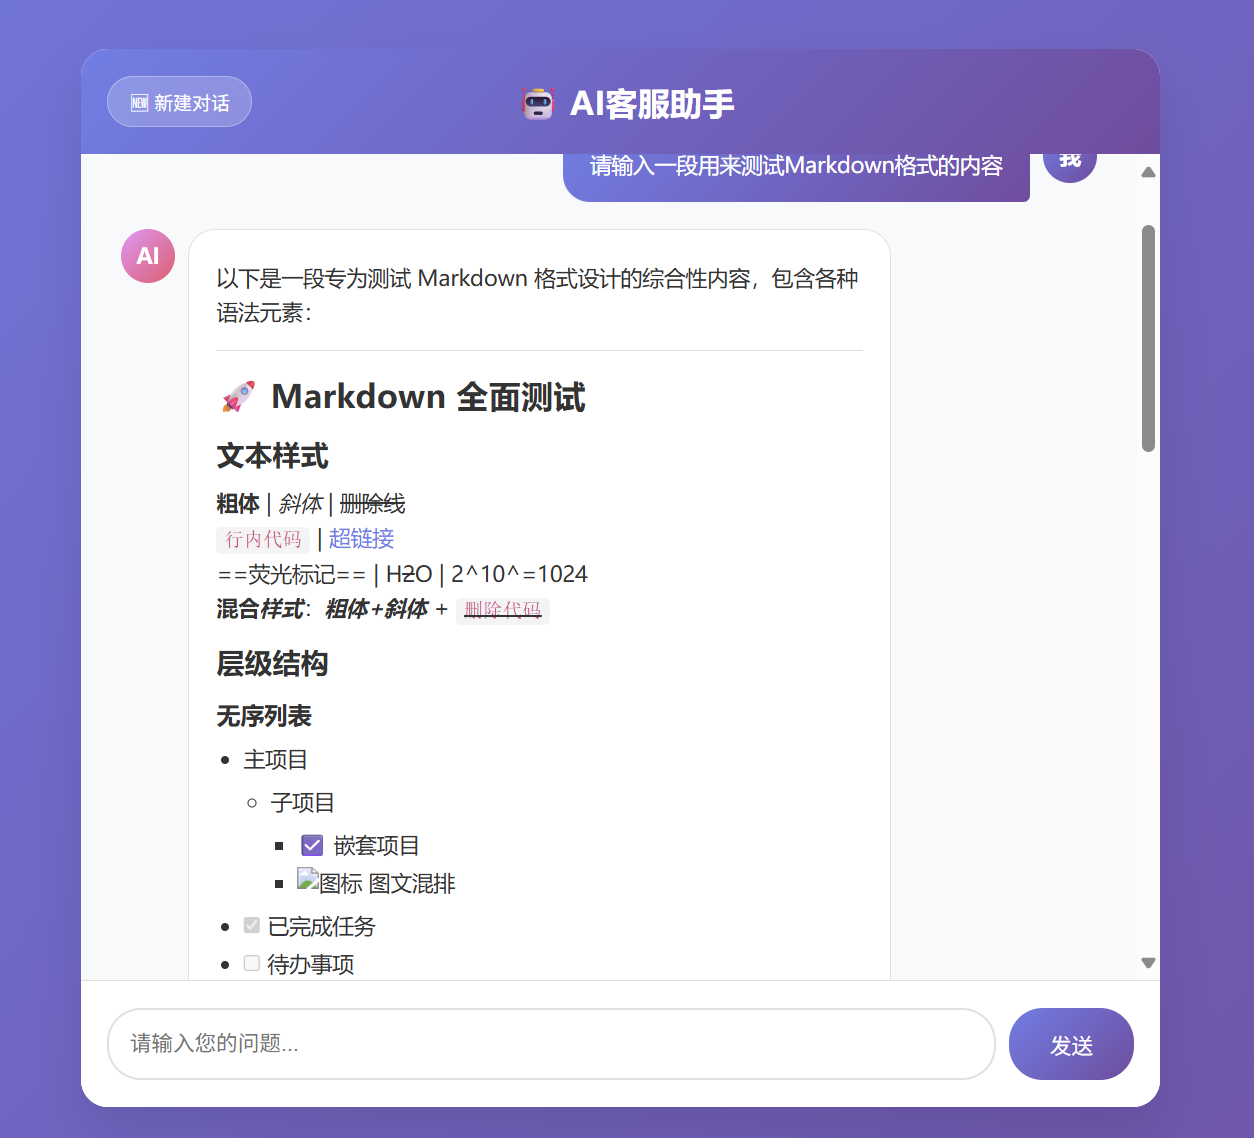 🆕 新建对话
🤖 AI客服助手
请输入一段用来测试Markdown格式的内容
我
AI
以下是一段专为测试 Markdown 格式设计的综合性内容，包含各种
语法元素：
🚀 Markdown 全面测试
文本样式
粗体 | 斜体 | 删除线
行内代码 | 超链接
==荧光标记== | H2O | 2^10^=1024
混合样式：粗体+斜体 + 删除代码
层级结构
无序列表
主项目
子项目
嵌套项目
图标 图文混排
已完成任务
待办事项
请输入您的问题...
发送